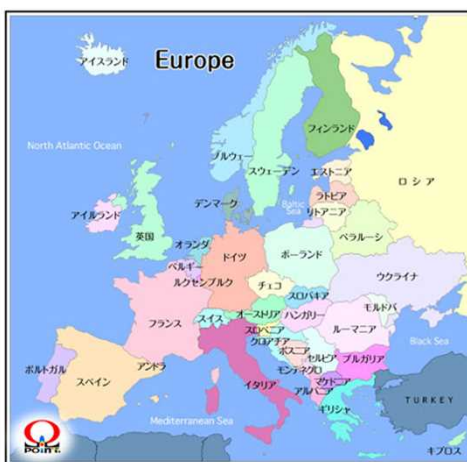 Europe
アイスランド
North Atlantic Ocean
ノルウェー
スウェーデン
フィンランド
エストニア
ロシア
ラトビア
リトアニア
Baltic
Sea
デンマーク
アイルランド
英国
オランダ
ベルギー
ルクセンブルク
ドイツ
ポーランド
ベラルーシ
ウクライナ
チェコ
スロバキア
モルドバ
フランス
スイス
オーストリア
ハンガリー
ルーマニア
スロベニア
クロアチア
ボスニア
セルビア
Black Sea
ポルトガル
スペイン
アンドラ
イタリア
モンテネグロ
ブルガリア
マケドニア
アルバニア
ギリシャ
TURKEY
Mediterranean Sea
キプロス
POINT.